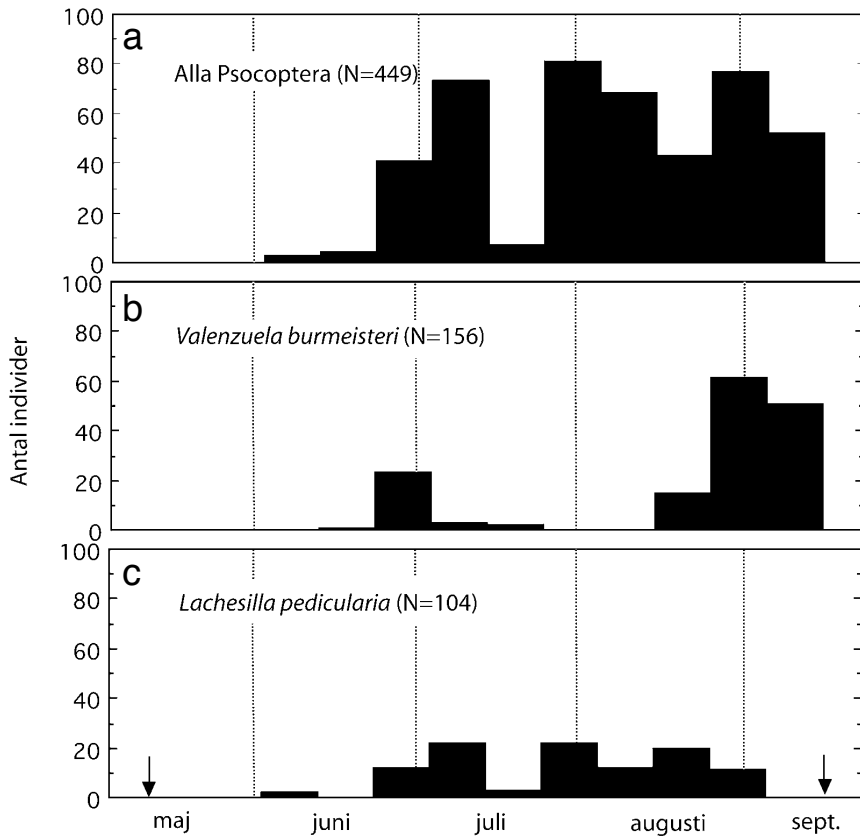 Antal individer
a
Alla Psocoptera (N=449)
100
80
60
40
20
0
b
Valenzuela burmeisteri (N=156)
100
80
60
40
20
0
c
Lachesilla pedicularia (N=104)
100
80
60
40
20
0
maj juni juli augusti sept.